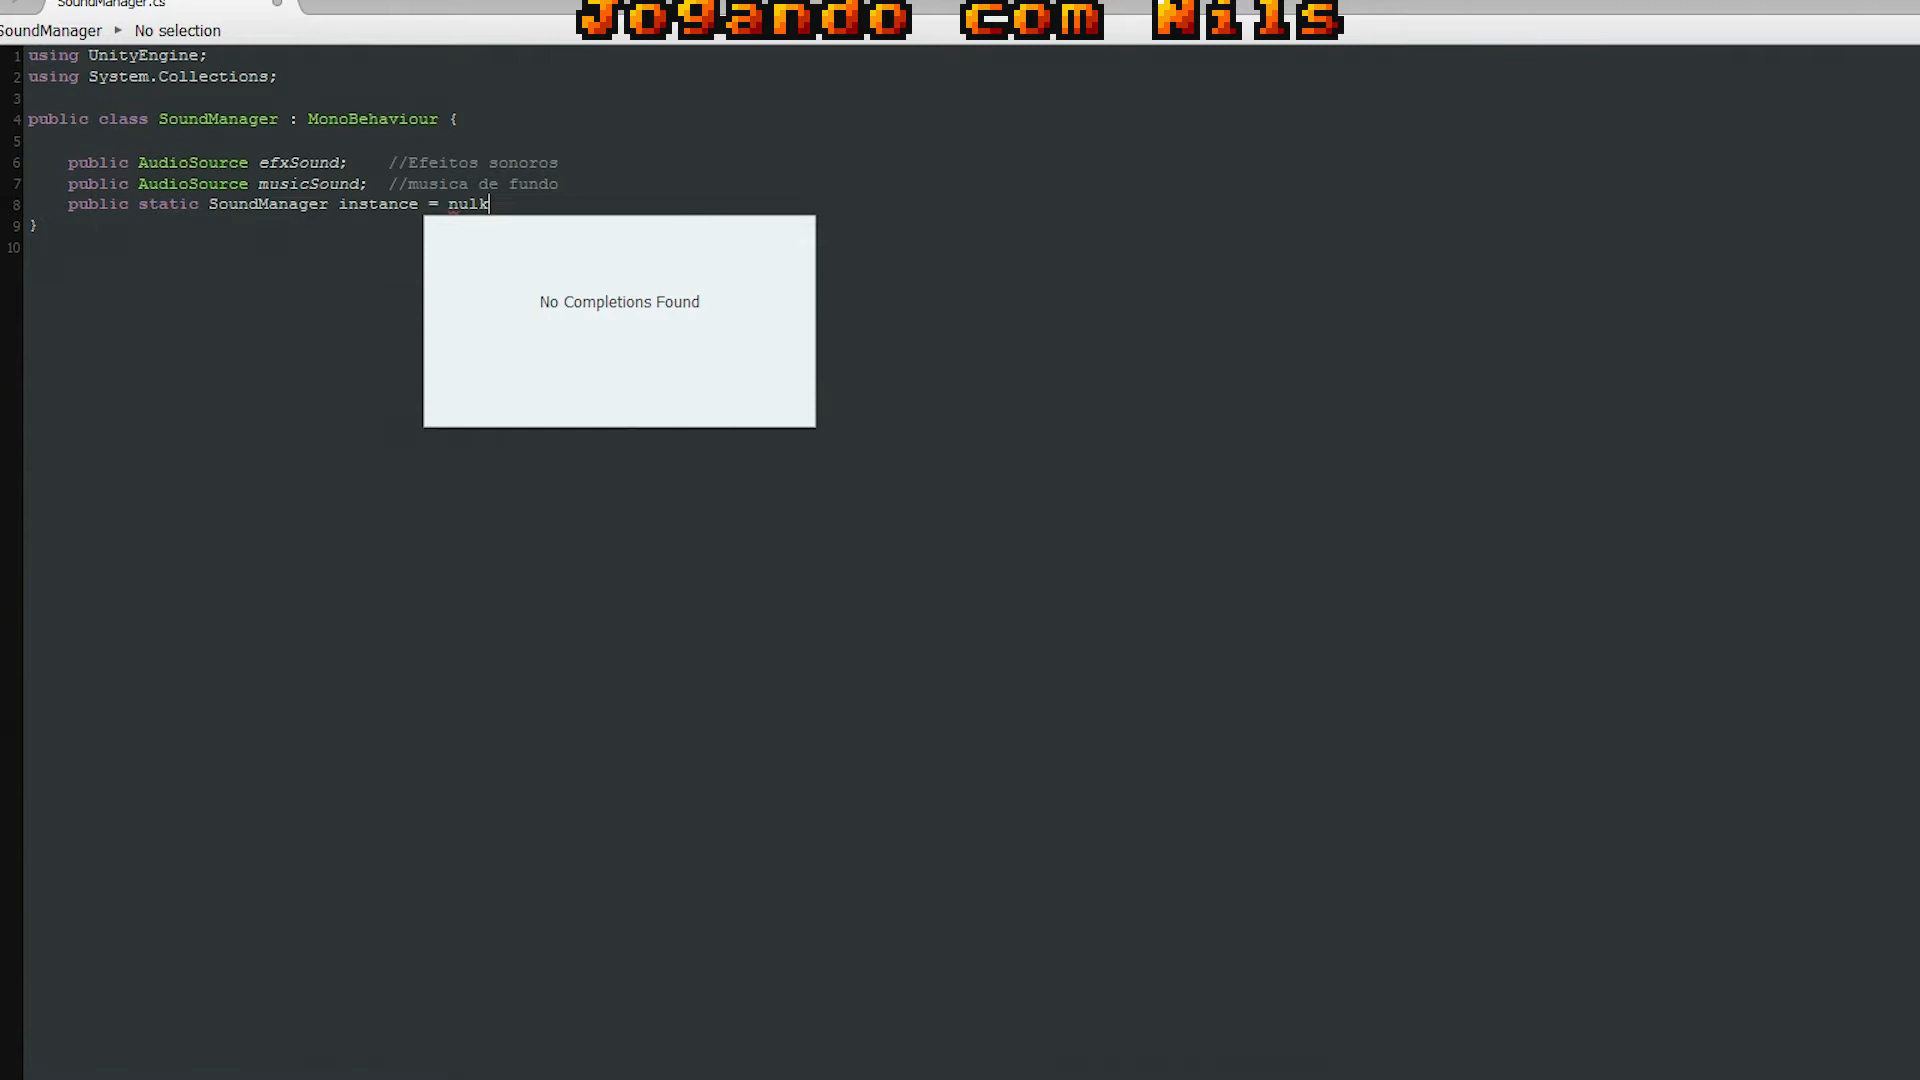 SoundManager.cs
Jogando com Nils
SoundManager ▸ No selection
1 using UnityEngine;
2 using System.Collections;
3
4 public class SoundManager : MonoBehaviour {
5
6 public AudioSource efxSound; //Efeitos sonoros
7 public AudioSource musicSound; //musica de fundo
8 public static SoundManager instance = nulk
9 }
10
No Completions Found